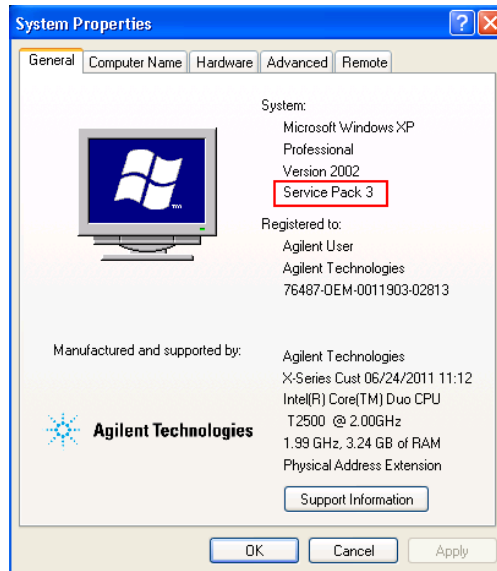 System Properties
General Computer Name Hardware Advanced Remote
System:
Microsoft Windows XP
Professional
Version 2002
Service Pack 3
Registered to:
Agilent User
Agilent Technologies
76487-OEM-0011903-02813
Manufactured and supported by:
Agilent Technologies
X-Series Cust 06/24/2011 11:12
Intel(R) Core(TM) Duo CPU
T2500 @ 2.00GHz
1.99 GHz, 3.24 GB of RAM
Physical Address Extension
Agilent Technologies
Support Information
OK Cancel Apply